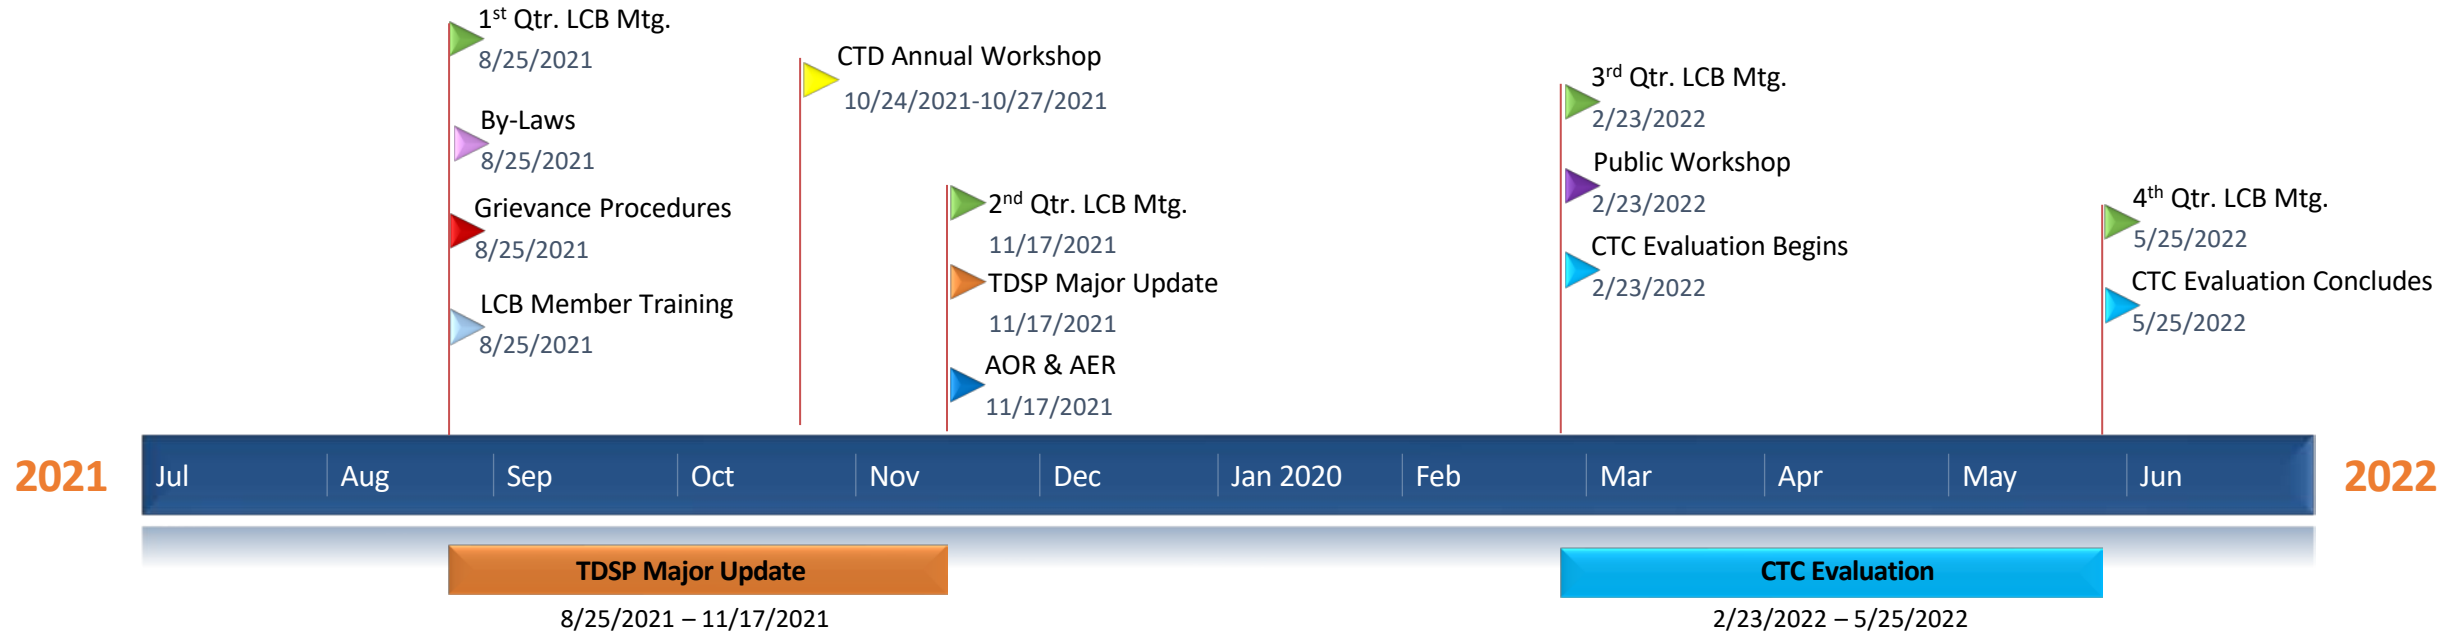 1st Qtr. LCB Mtg.
8/25/2021
By-Laws
8/25/2021
Grievance Procedures
8/25/2021
LCB Member Training
8/25/2021
CTD Annual Workshop
10/24/2021-10/27/2021
2nd Qtr. LCB Mtg.
11/17/2021
TDSP Major Update
11/17/2021
AOR & AER
11/17/2021
3rd Qtr. LCB Mtg.
2/23/2022
Public Workshop
2/23/2022
CTC Evaluation Begins
2/23/2022
4th Qtr. LCB Mtg.
5/25/2022
CTC Evaluation Concludes
5/25/2022
2021 Jul Aug Sep Oct Nov Dec Jan 2020 Feb Mar Apr May Jun 2022
TDSP Major Update
8/25/2021 – 11/17/2021
CTC Evaluation
2/23/2022 – 5/25/2022